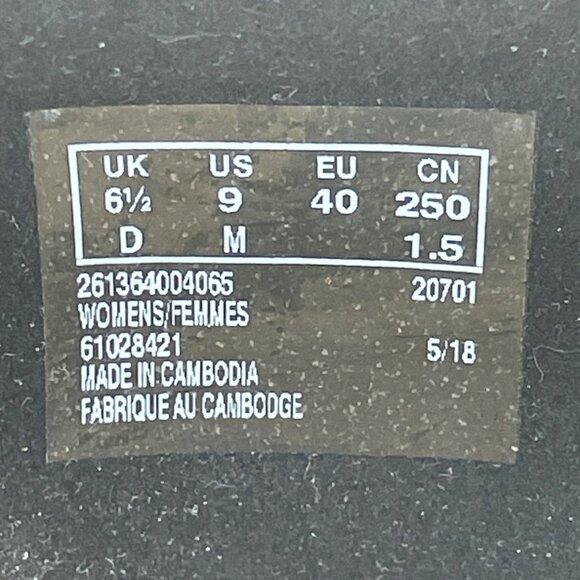 UK US EU CN
6½ 9 40 250
D M 1.5
261364004065 20701
WOMENS/FEMMES
61028421 5/18
MADE IN CAMBODIA
FABRIQUE AU CAMBODGE